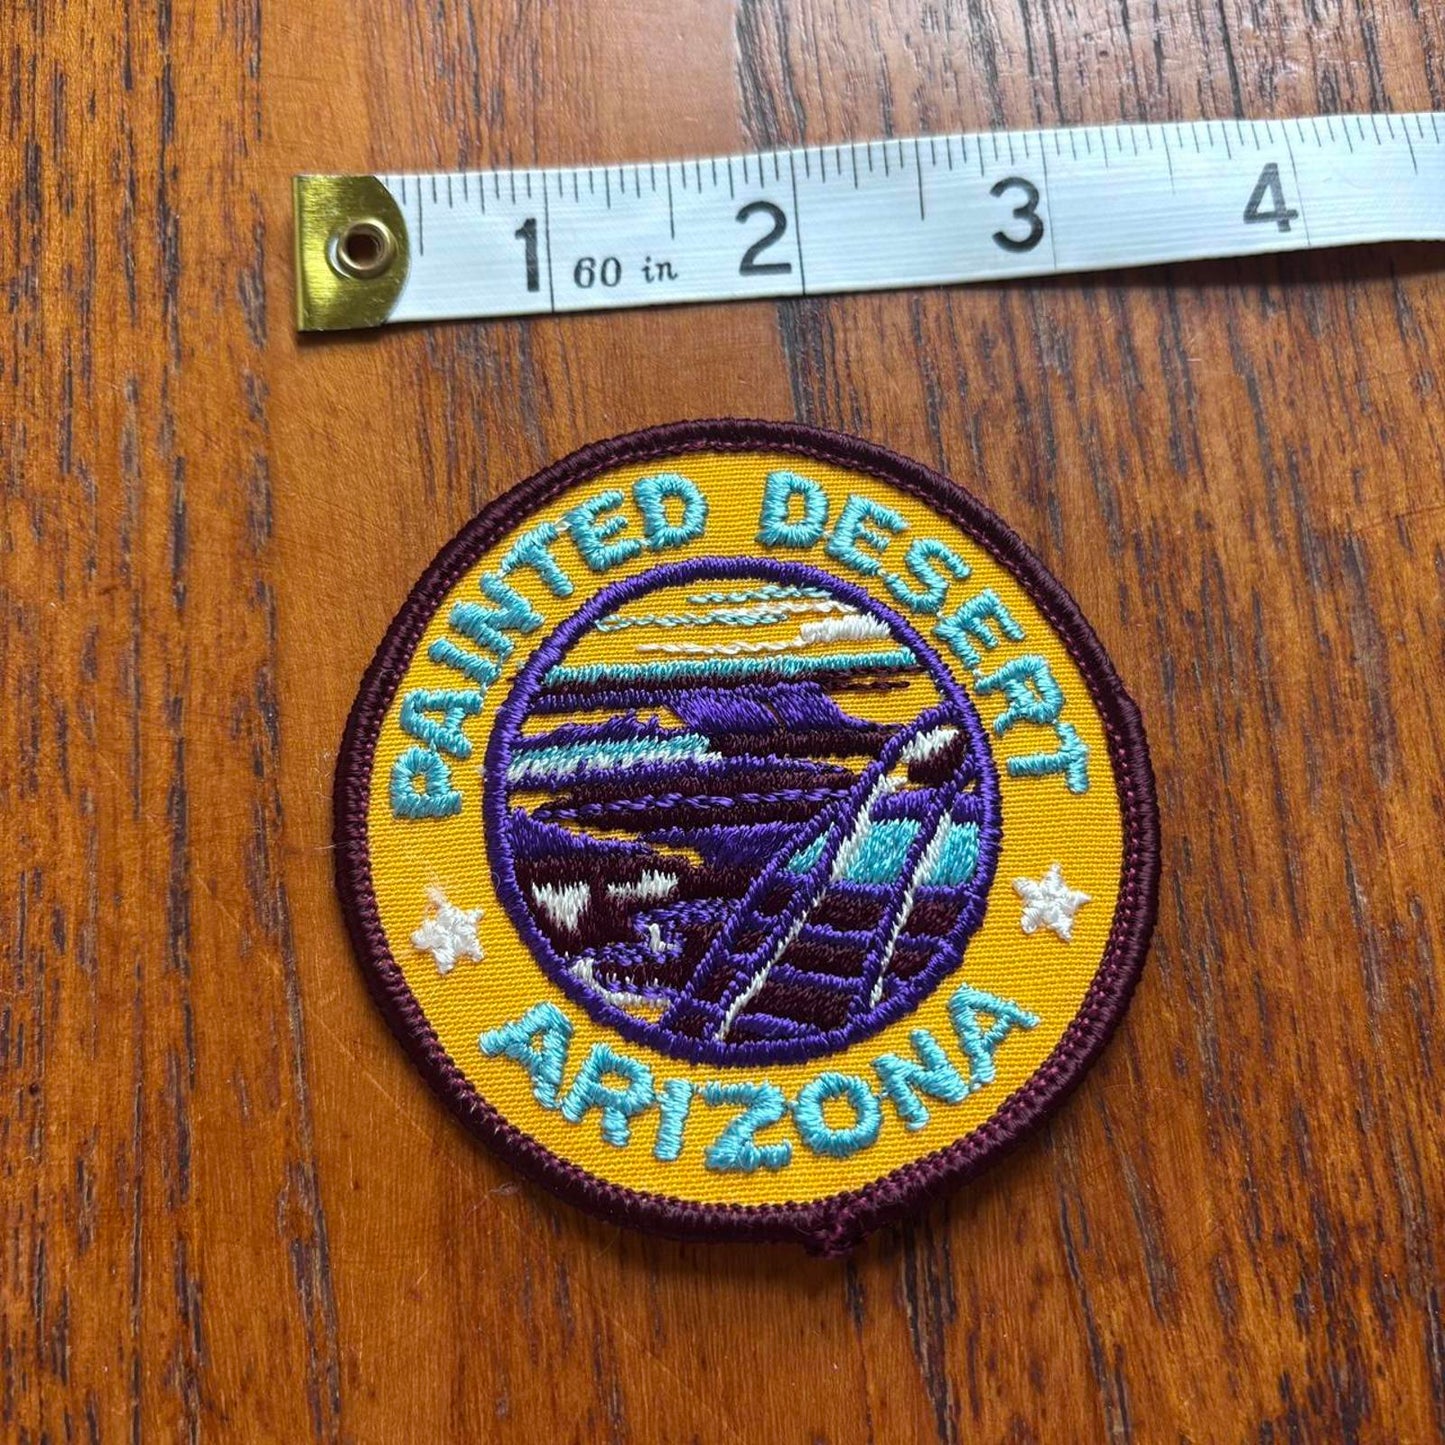 1 2 3 4
60 in
PAINTED DESERT
ARIZONA